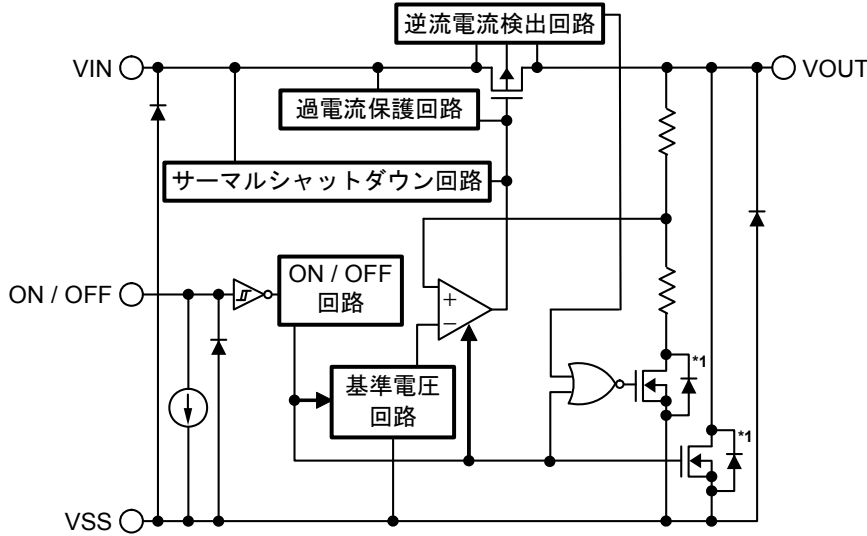 逆流電流検出回路
VIN
VOUT
過電流保護回路
サーマルシャットダウン回路
ON / OFF
ON / OFF
回路
+
−
基準電圧
回路
*1
*1
VSS